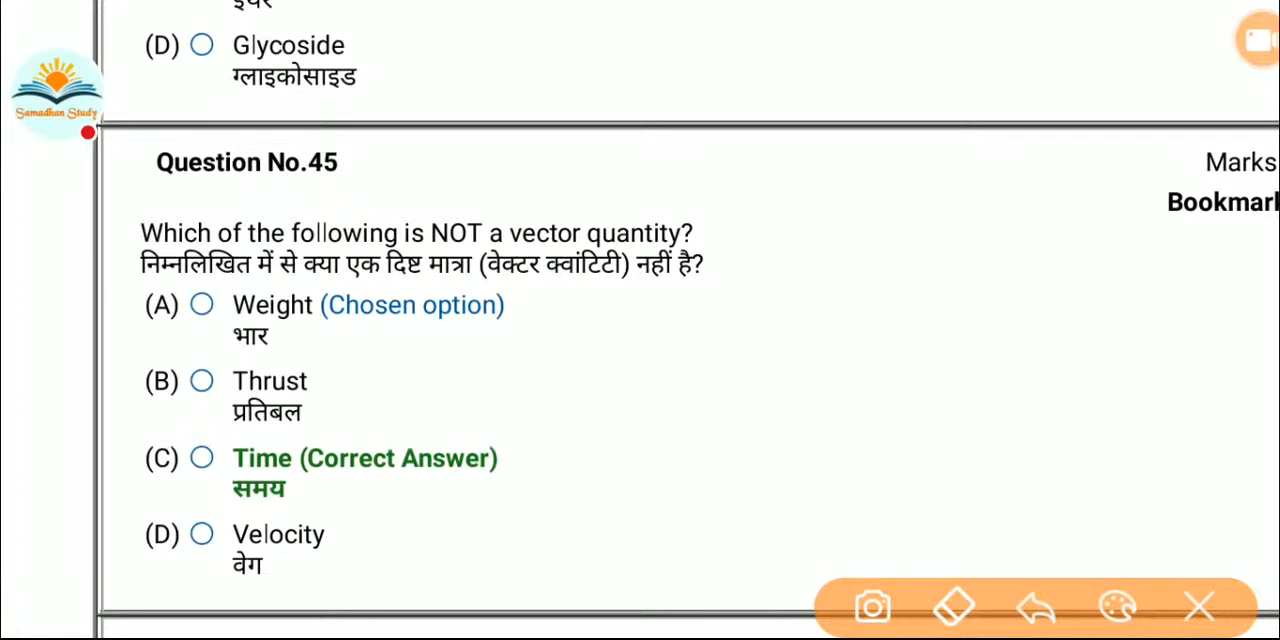 (D) Glycoside
ग्लाइकोसाइड
Samadhan Study
Question No.45
Marks
Bookmark
Which of the following is NOT a vector quantity?
निम्नलिखित में से क्या एक दिष्ट मात्रा (वेक्टर क्वांटिटी) नहीं है?
(A) Weight (Chosen option)
भार
(B) Thrust
प्रतिबल
(C) Time (Correct Answer)
समय
(D) Velocity
वेग